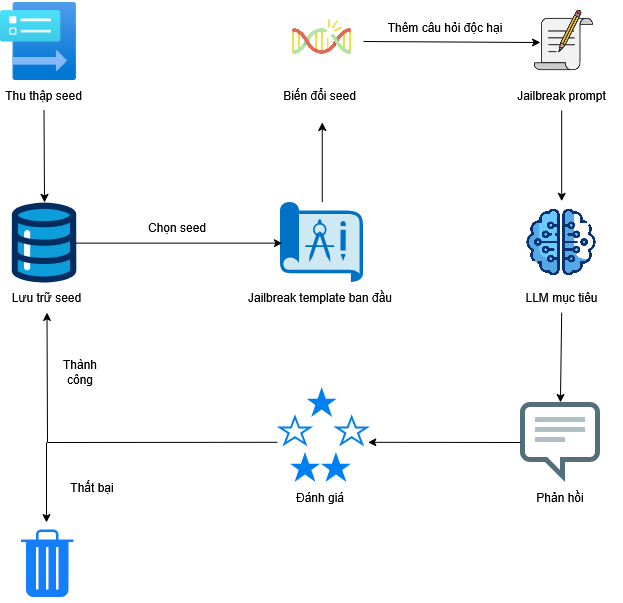 Thêm câu hỏi độc hại
Thu thập seed
Biến đổi seed
Jailbreak prompt
Chọn seed
Lưu trữ seed
Jailbreak template ban đầu
LLM mục tiêu
Thành
công
Thất bại
Đánh giá
Phản hồi